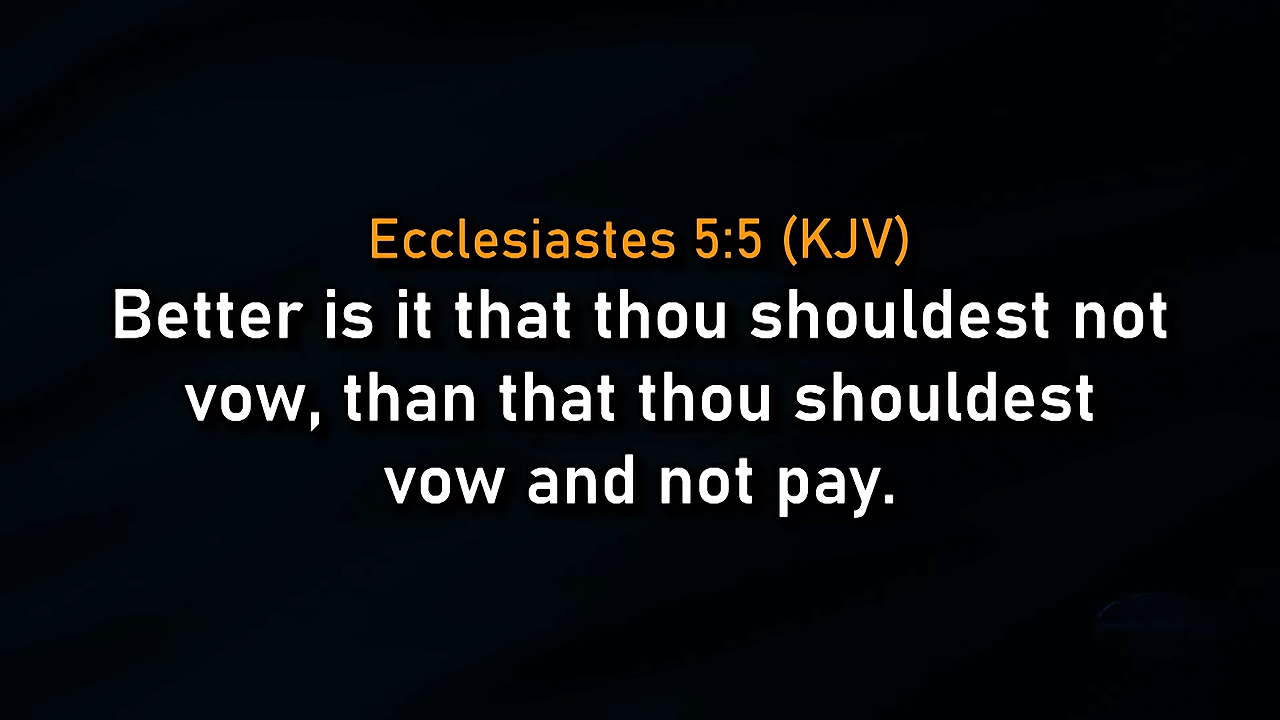 Ecclesiastes 5:5 (KJV)
Better is it that thou shouldest not
vow, than that thou shouldest
vow and not pay.